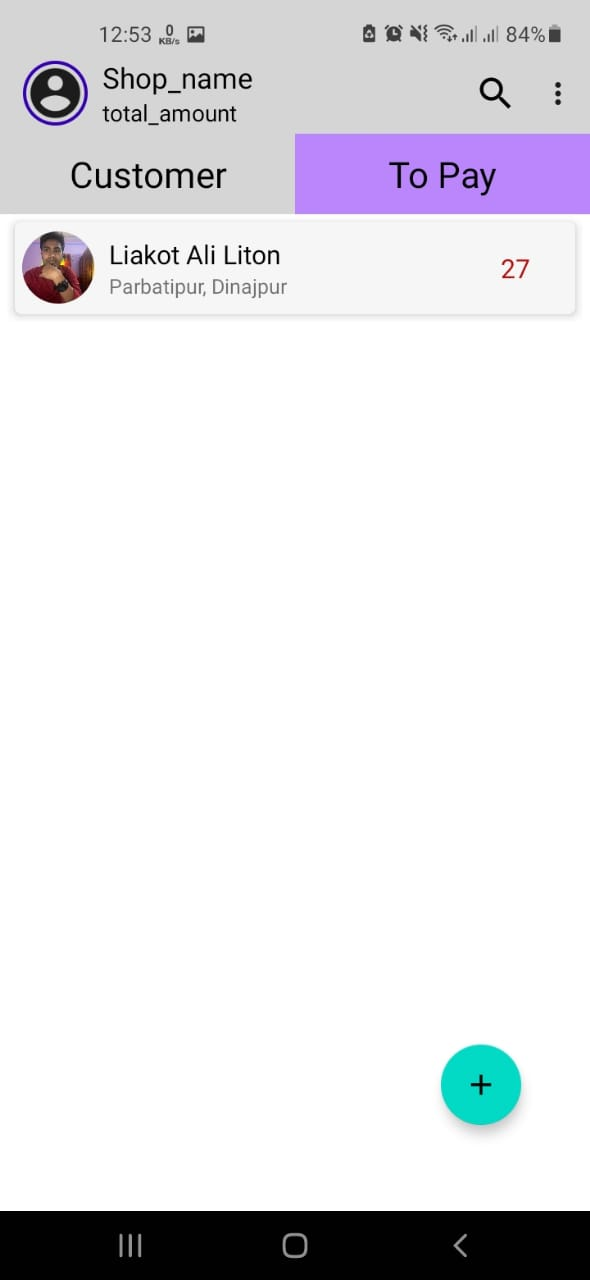 12:53 0 KB/s 84%
Shop_name
total_amount
Customer To Pay
Liakot Ali Liton
Parbatipur, Dinajpur
27
+